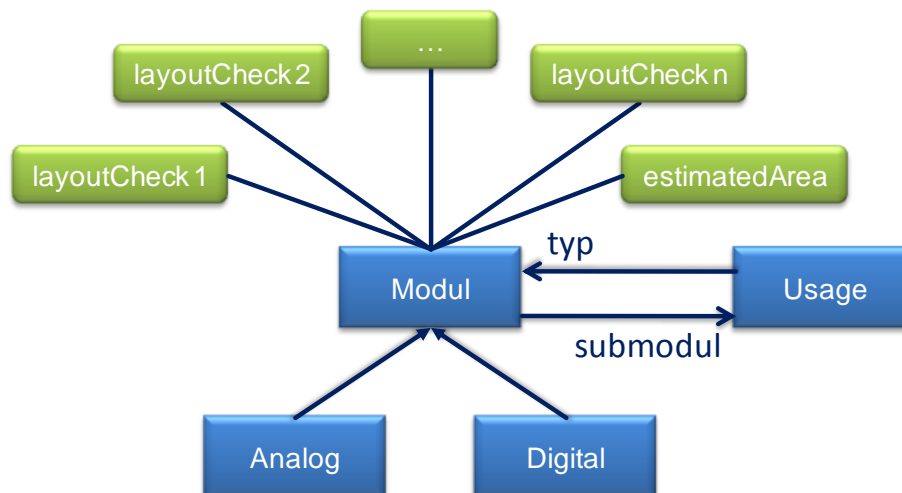 …
layoutCheck 2
layoutCheck n
layoutCheck 1
estimatedArea
typ
Modul
Usage
submodul
Analog
Digital